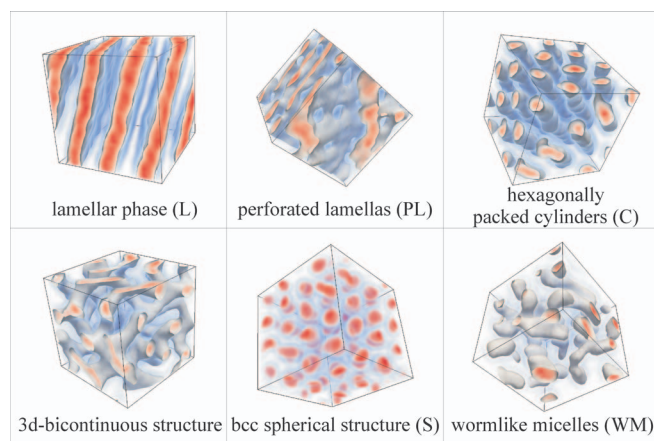 lamellar phase (L)
perforated lamellas (PL)
hexagonally
packed cylinders (C)
3d-bicontinuous structure
bcc spherical structure (S)
wormlike micelles (WM)